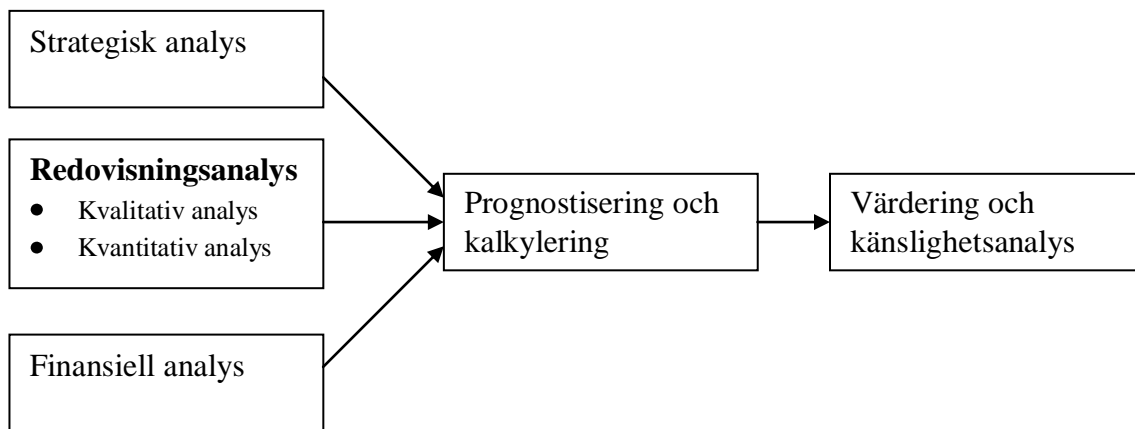 Strategisk analys
Redovisningsanalys
● Kvalitativ analys
● Kvantitativ analys
Finansiell analys
Prognostisering och
kalkylering
Värdering och
känslighetsanalys